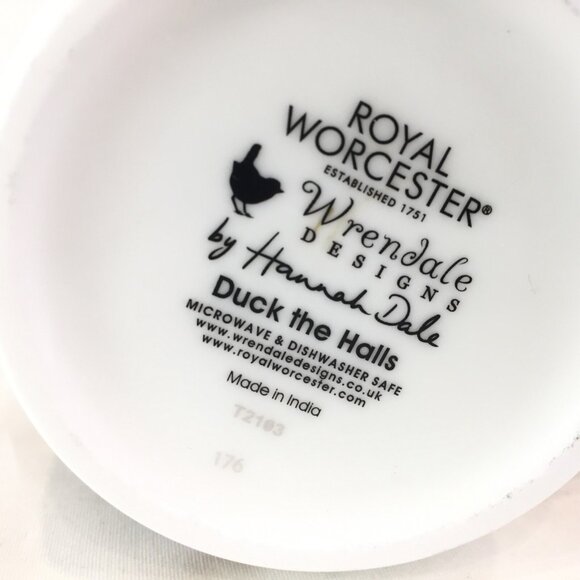 ROYAL
WORCESTER®
ESTABLISHED 1751
Wrendale
DESIGNS
by Hannah Dale
Duck the Halls
MICROWAVE & DISHWASHER SAFE
www.wrendaledesigns.co.uk
www.royalworcester.com
Made in India
T2103
176